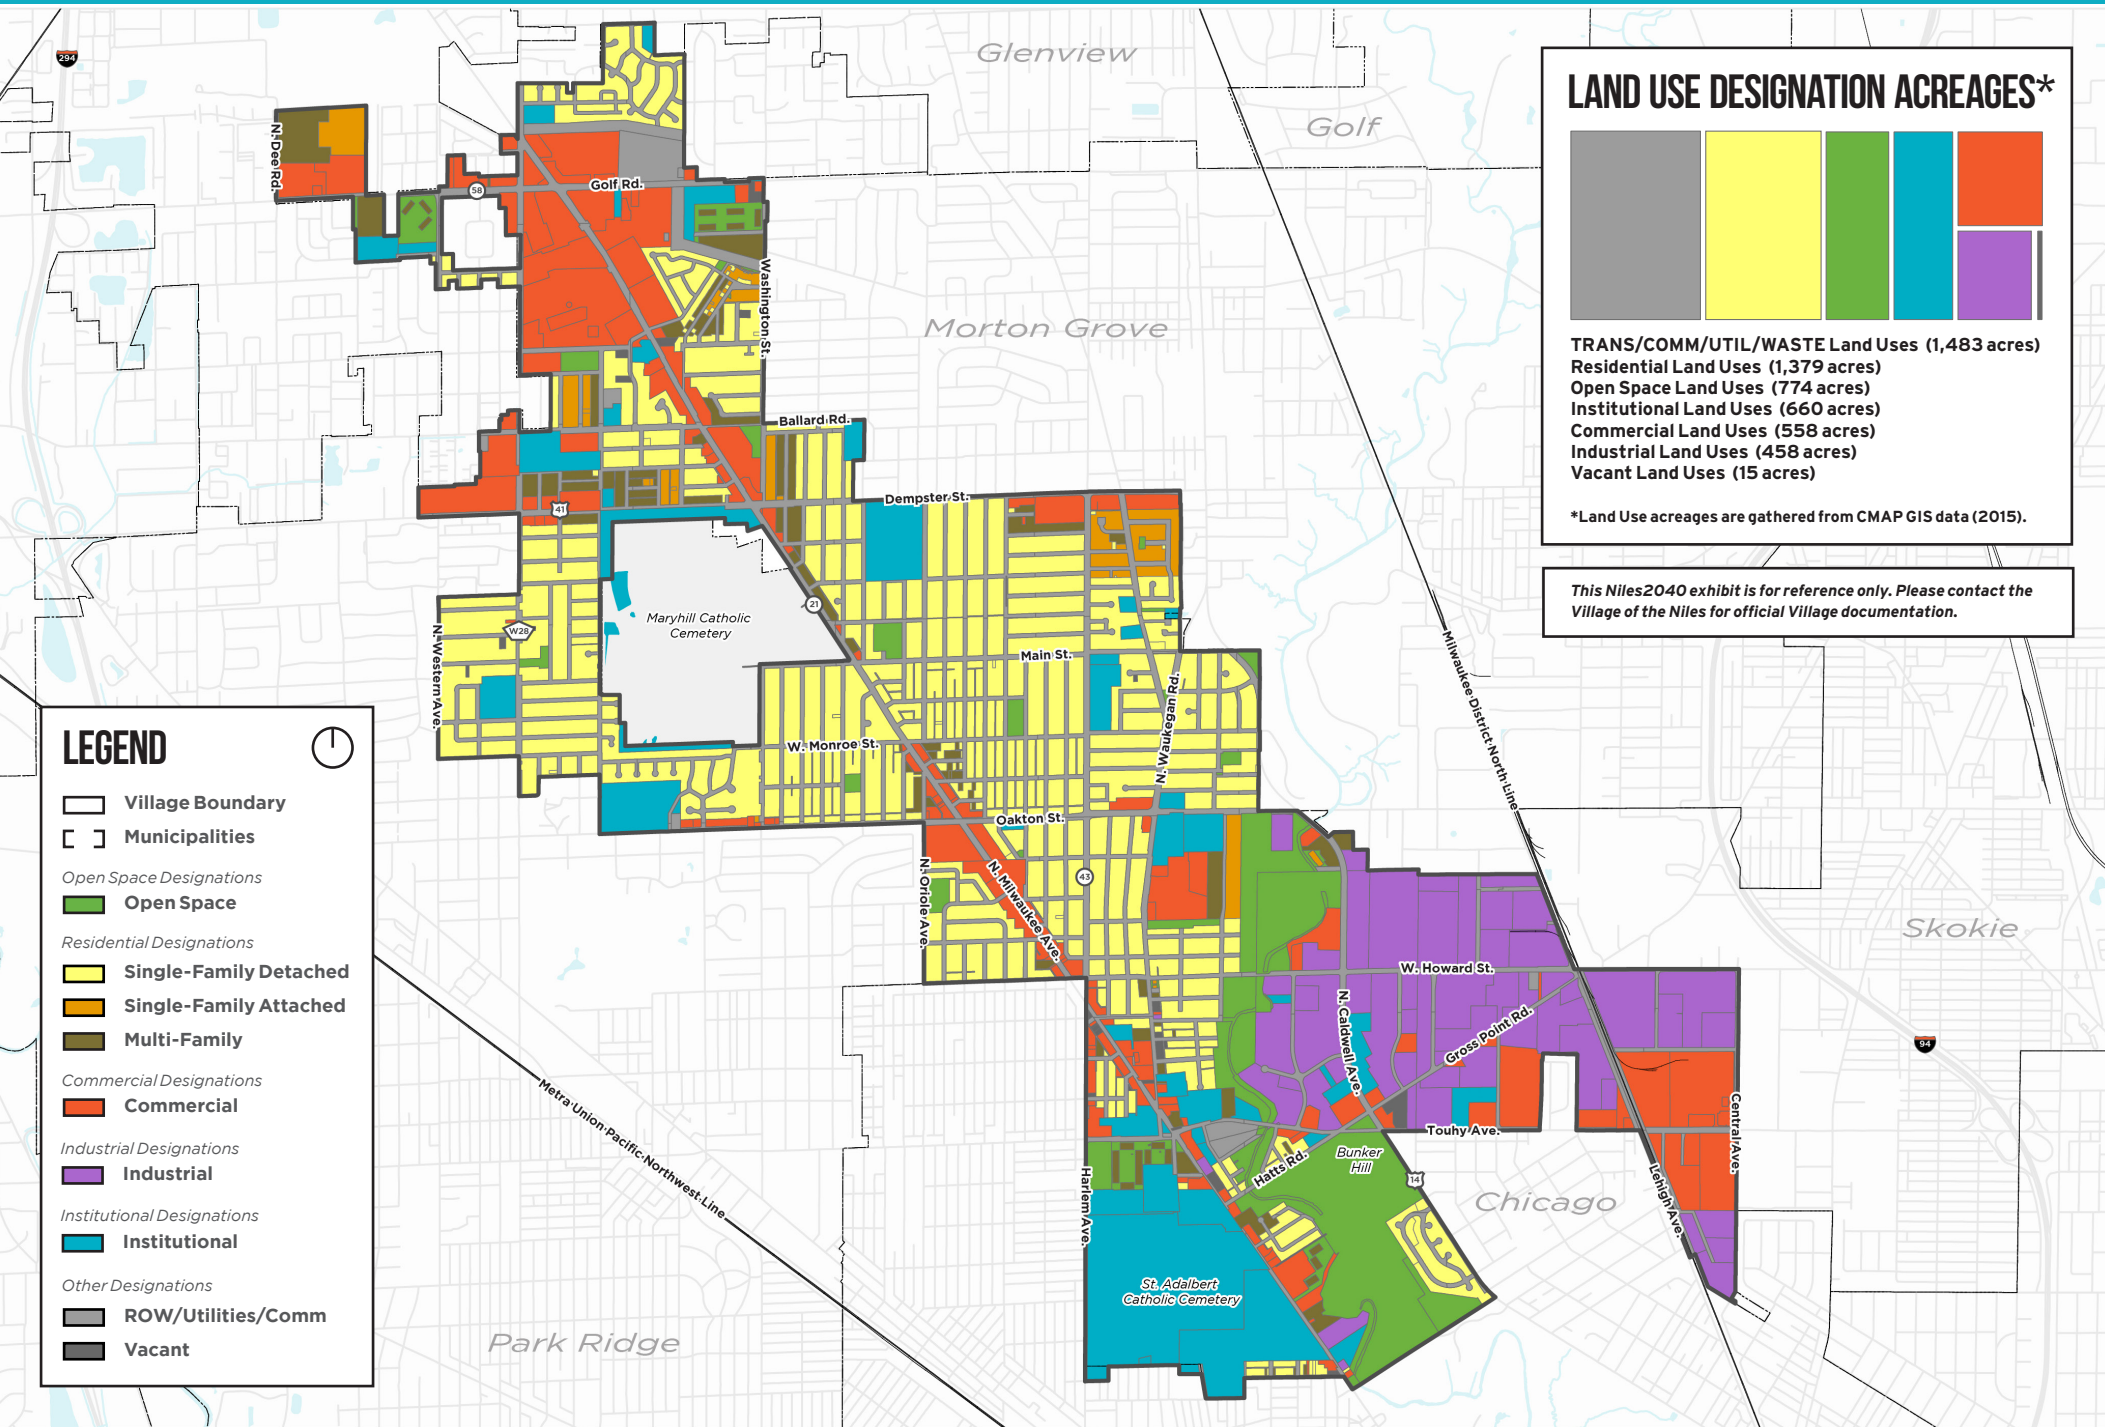 294
Glenview
Golf
LAND USE DESIGNATION ACREAGES*
TRANS/COMM/UTIL/WASTE Land Uses (1,483 acres)
Residential Land Uses (1,379 acres)
Open Space Land Uses (774 acres)
Institutional Land Uses (660 acres)
Commercial Land Uses (558 acres)
Industrial Land Uses (458 acres)
Vacant Land Uses (15 acres)
*Land Use acreages are gathered from CMAP GIS data (2015).
This Niles2040 exhibit is for reference only. Please contact the
Village of the Niles for official Village documentation.
N. Dee Rd.
58
Golf Rd.
Washington St.
Morton Grove
Ballard Rd.
Dempster St.
41
Maryhill Catholic
Cemetery
21
W28
N. Western Ave.
Main St.
N. Waukegan Rd.
Milwaukee District North Line
W. Monroe St.
Oakton St.
N. Oriole Ave.
N. Milwaukee Ave.
43
Skokie
W. Howard St.
N. Caldwell Ave.
Gross Point Rd.
94
Metra Union Pacific Northwest Line
Touhy Ave.
Central Ave.
Harlem Ave.
Hatts Rd.
Bunker
Hill
14
Lehigh Ave.
Chicago
St. Adalbert
Catholic Cemetery
Park Ridge
LEGEND
Village Boundary
Municipalities
Open Space Designations
Open Space
Residential Designations
Single-Family Detached
Single-Family Attached
Multi-Family
Commercial Designations
Commercial
Industrial Designations
Industrial
Institutional Designations
Institutional
Other Designations
ROW/Utilities/Comm
Vacant